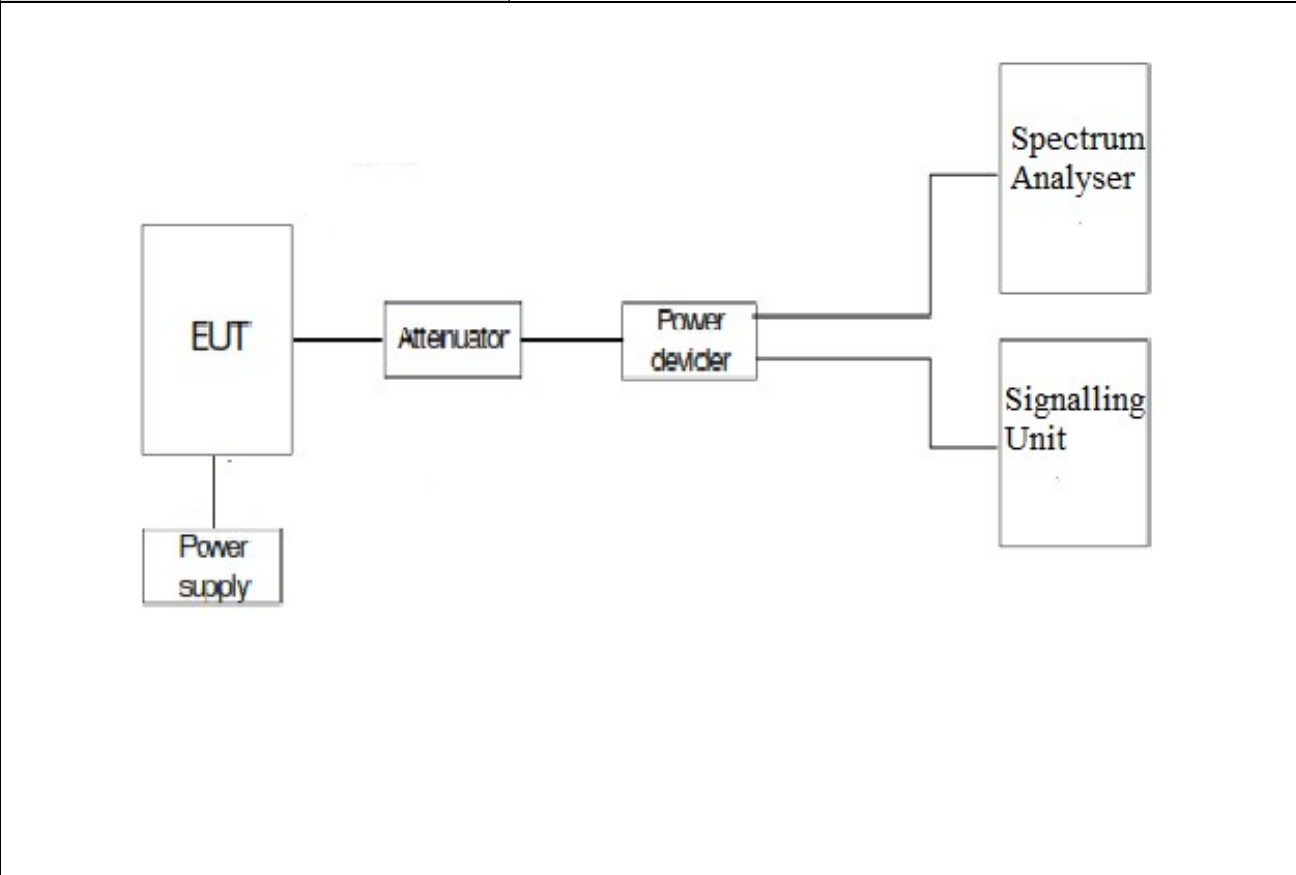 Spectrum
Analyser
EUT
Attenuator
Power
devider
Signalling
Unit
Power
supply